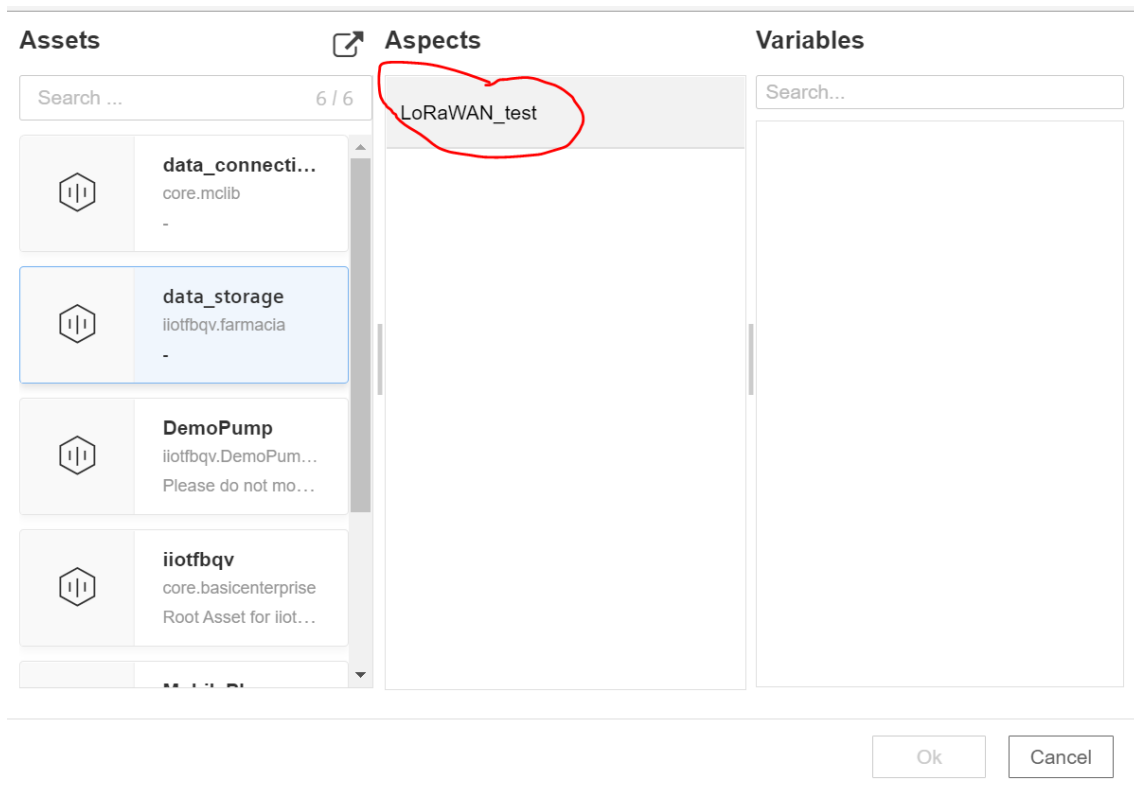 Assets
Aspects
Variables
Search ...
6 / 6
LoRaWAN_test
Search...
data_connecti...
core.mclib
-
data_storage
iiotfbqv.farmacia
-
DemoPump
iiotfbqv.DemoPum...
Please do not mo...
iiotfbqv
core.basicenterprise
Root Asset for iiot...
Ok
Cancel